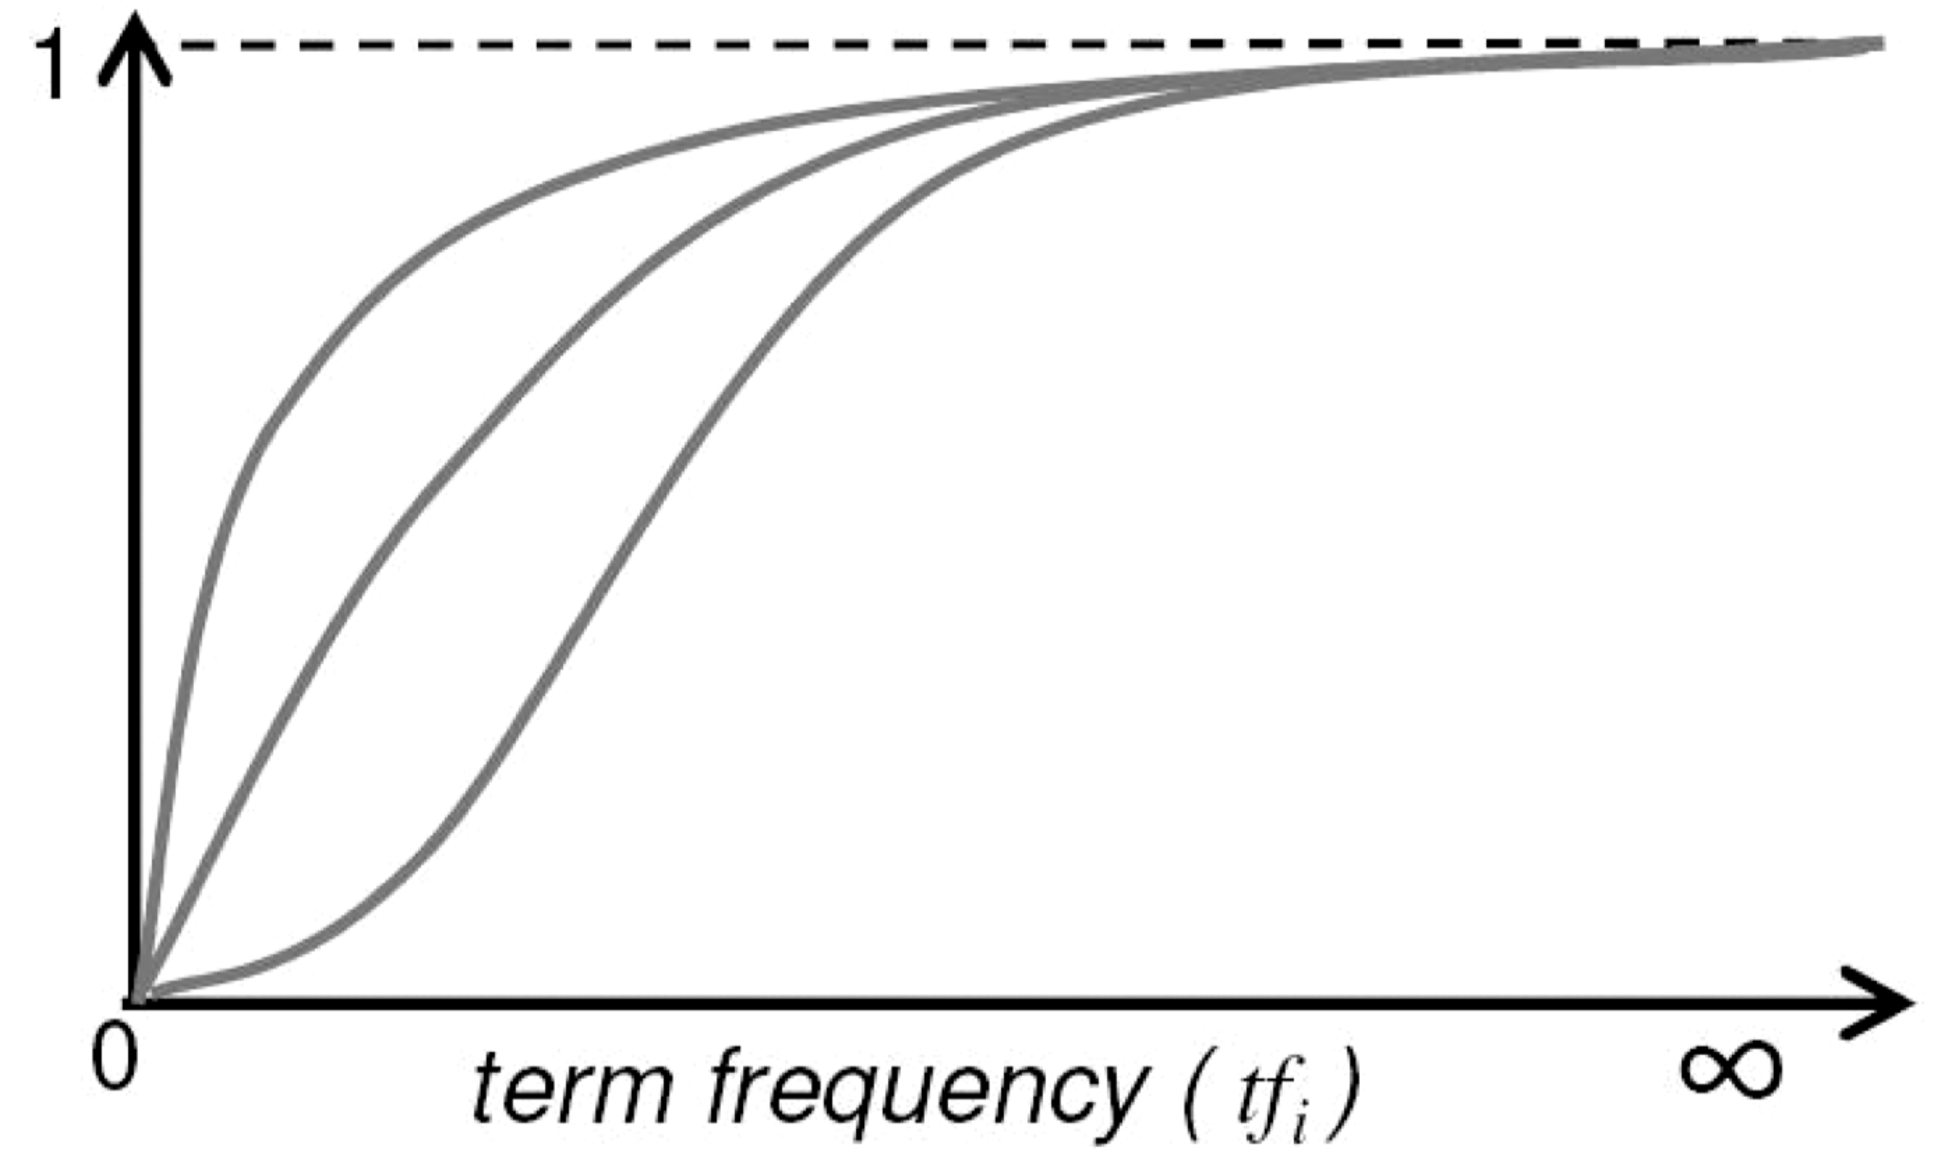 1
0
∞
term frequency ( tfᵢ )